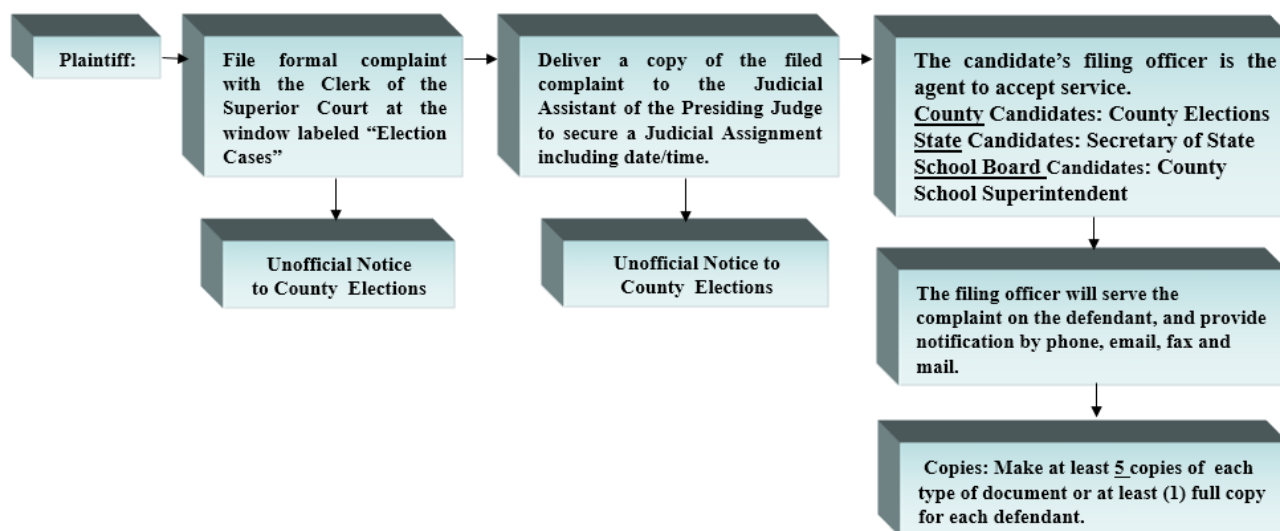 Plaintiff:
File formal complaint
with the Clerk of the
Superior Court at the
window labeled “Election
Cases”
Unofficial Notice
to County Elections
Deliver a copy of the filed
complaint to the Judicial
Assistant of the Presiding Judge
to secure a Judicial Assignment
including date/time.
Unofficial Notice to
County Elections
The candidate’s filing officer is the
agent to accept service.
County Candidates: County Elections
State Candidates: Secretary of State
School Board Candidates: County
School Superintendent
The filing officer will serve the
complaint on the defendant, and provide
notification by phone, email, fax and
mail.
Copies: Make at least 5 copies of each
type of document or at least (1) full copy
for each defendant.